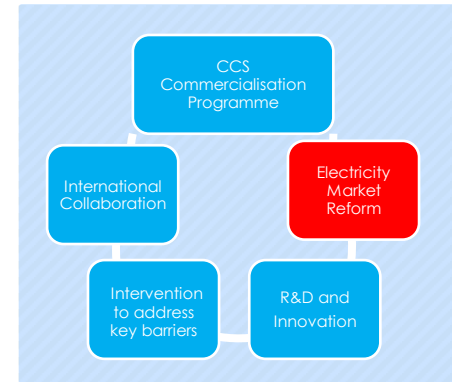 CCS
Commercialisation
Programme
International
Collaboration
Electricity
Market
Reform
Intervention
to address
key barriers
R&D and
Innovation